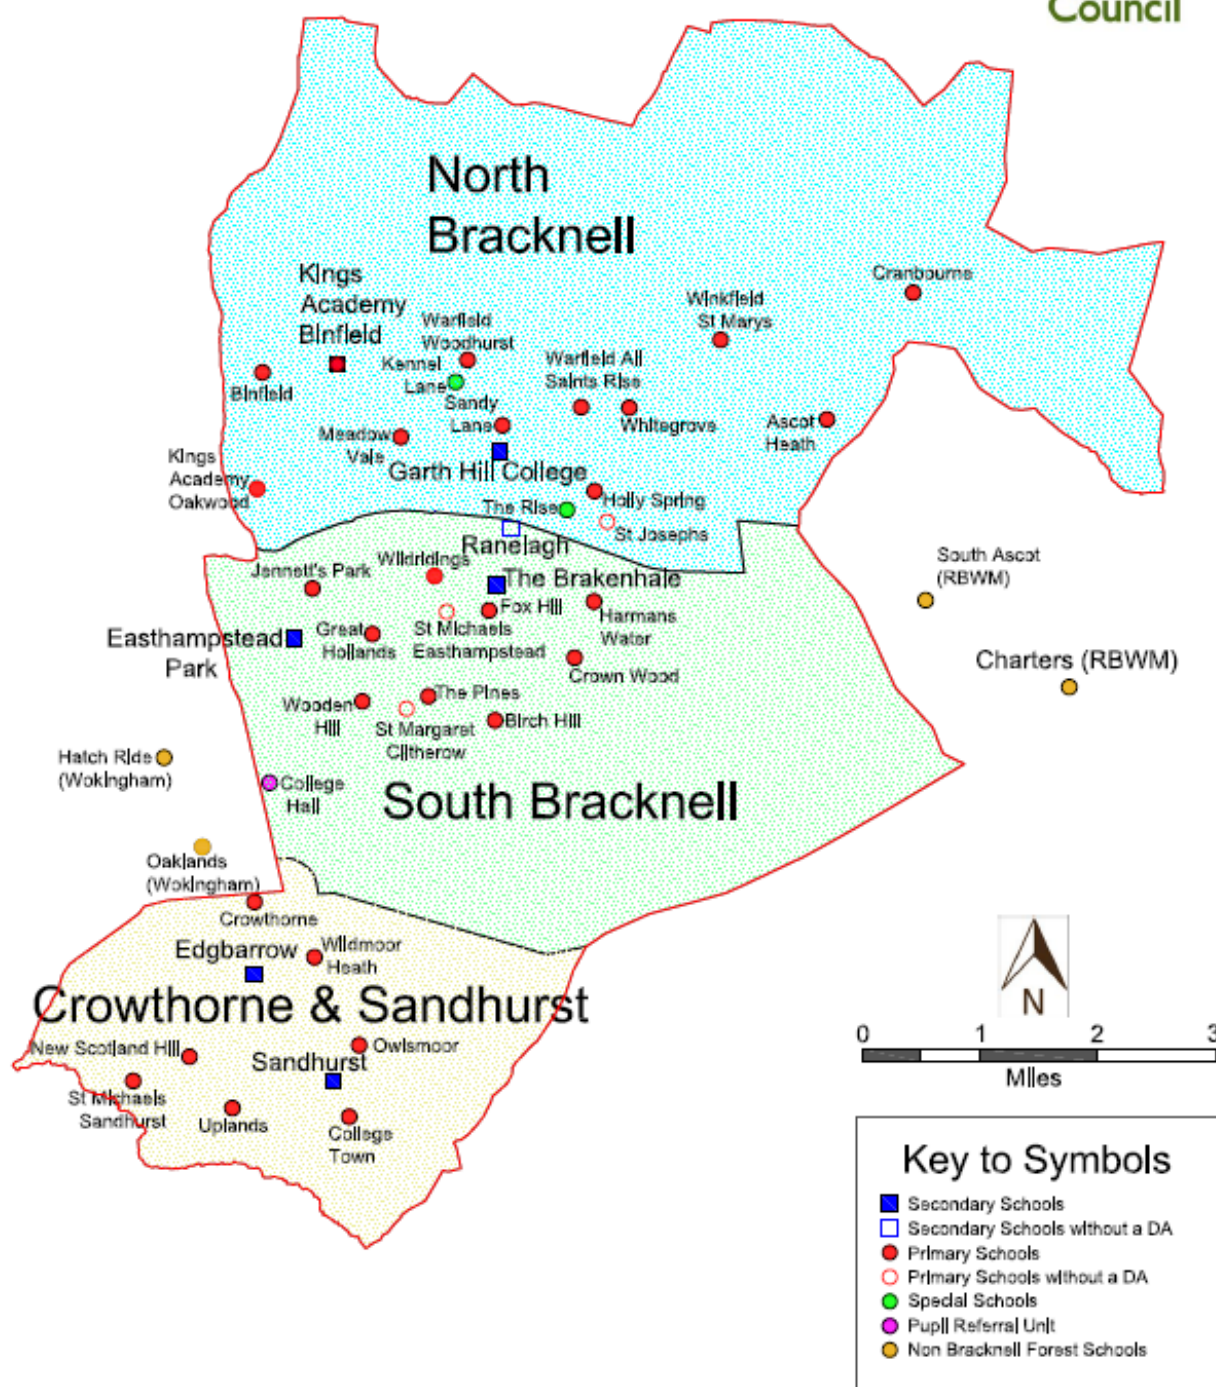 Council
North
Bracknell
Kings
Academy
Binfield
Cranbourne
Winkfield
St Marys
Warfield
Woodhurst
Kennel
Lane
Warfield All
Saints Rise
Binfield
Sandy
Lane
Whitegrove
Ascot
Heath
Meadow
Vale
Kings
Academy
Oakwood
Garth Hill College
Holly Spring
The Rise
St Josephs
Ranelagh
Wildridings
Jennett's Park
The Brakenhale
South Ascot
(RBWM)
Fox Hill
Harmans
Water
Easthampstead
Park
Great
Hollands
St Michaels
Easthampstead
Crown Wood
Charters (RBWM)
Wooden
Hill
The Pines
St Margaret
Clitherow
Birch Hill
Hatch Ride
(Wokingham)
College
Hall
South Bracknell
Oaklands
(Wokingham)
Crowthorne
Edgbarrow
Wildmoor
Heath
Crowthorne & Sandhurst
New Scotland Hill
Owlsmoor
Sandhurst
St Michaels
Sandhurst
Uplands
College
Town
N
0 1 2 3
Miles
Key to Symbols
Secondary Schools
Secondary Schools without a DA
Primary Schools
Primary Schools without a DA
Special Schools
Pupil Referral Unit
Non Bracknell Forest Schools